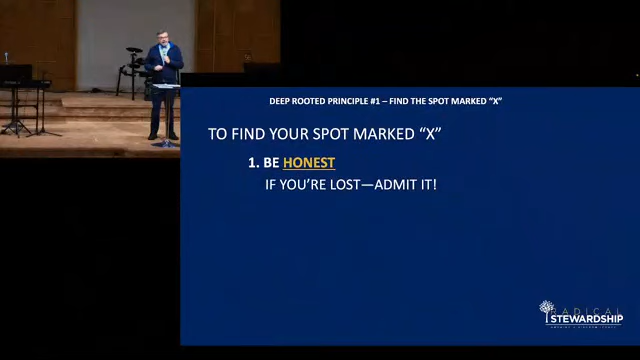 DEEP ROOTED PRINCIPLE #1 – FIND THE SPOT MARKED “X”
TO FIND YOUR SPOT MARKED “X”
1. BE HONEST
IF YOU’RE LOST—ADMIT IT!
RADICAL
STEWARDSHIP